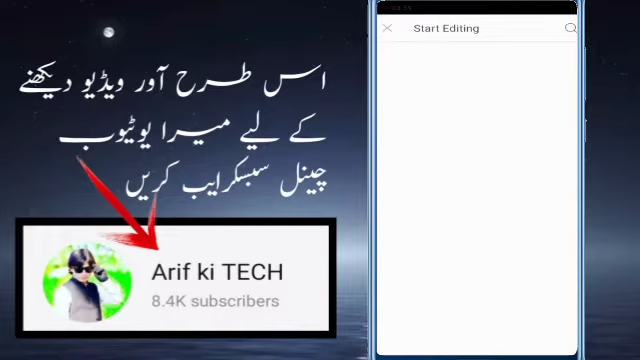 اس طرح آور ویڈیو دیکھنے
کے لیے میرا یوٹیوب
چینل سبسکرایب کریں
Arif ki TECH
8.4K subscribers
Start Editing